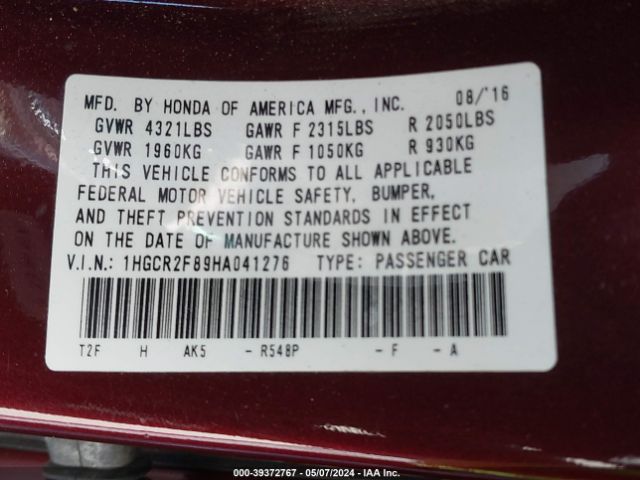 MFD. BY HONDA OF AMERICA MFG., INC. 08/'16
GVWR 4321LBS GAWR F 2315LBS R 2050LBS
GVWR 1960KG GAWR F 1050KG R 930KG
THIS VEHICLE CONFORMS TO ALL APPLICABLE
FEDERAL MOTOR VEHICLE SAFETY, BUMPER,
AND THEFT PREVENTION STANDARDS IN EFFECT
ON THE DATE OF MANUFACTURE SHOWN ABOVE.
V.I.N.: 1HGCR2F89HA041276 TYPE: PASSENGER CAR
T2F H AK5 - R548P - F - A
000-39372767 - 05/07/2024 - IAA Inc.